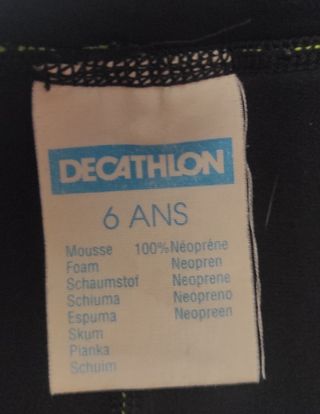 DECATHLON
6 ANS
Mousse 100% Néoprène
Foam Neopren
Schaumstof Neoprene
Schiuma Neopreno
Espuma Neopreen
Skum
Pianka
Schuim